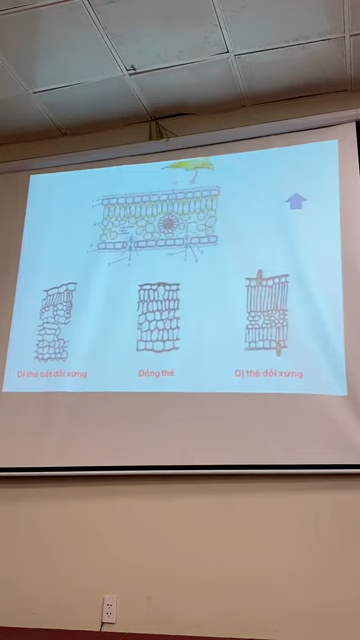 Dị thể bất đối xứng
Đồng thể
Dị thể đối xứng